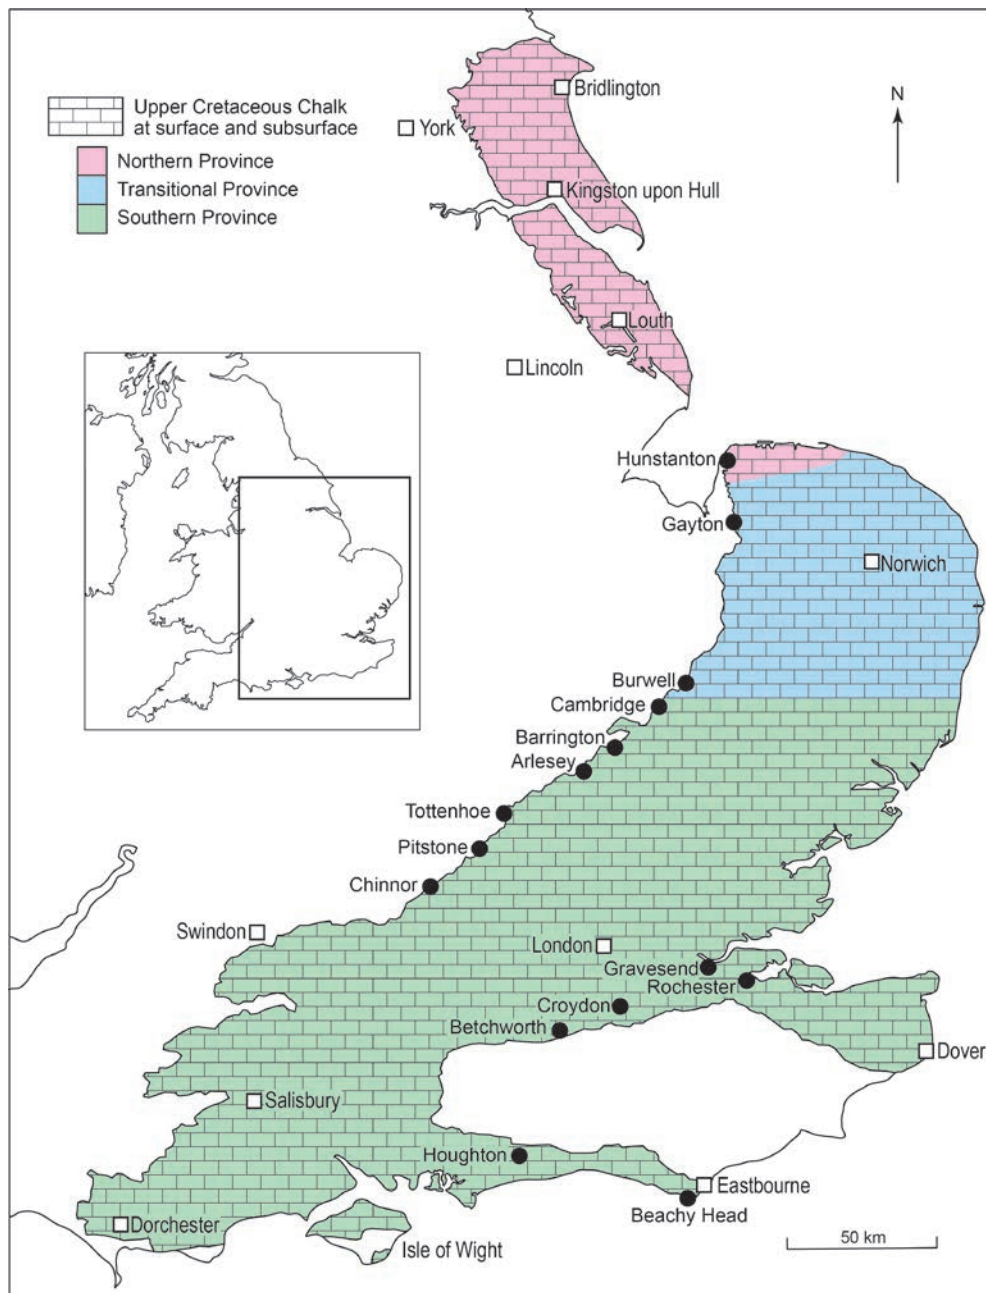 Upper Cretaceous Chalk
at surface and subsurface
Northern Province
Transitional Province
Southern Province
N
Bridlington
York
Kingston upon Hull
Louth
Lincoln
Hunstanton
Gayton
Norwich
Burwell
Cambridge
Barrington
Arlesey
Tottenhoe
Pitstone
Chinnor
Swindon
London
Gravesend
Rochester
Croydon
Betchworth
Dover
Salisbury
Houghton
Eastbourne
Beachy Head
Dorchester
Isle of Wight
50 km